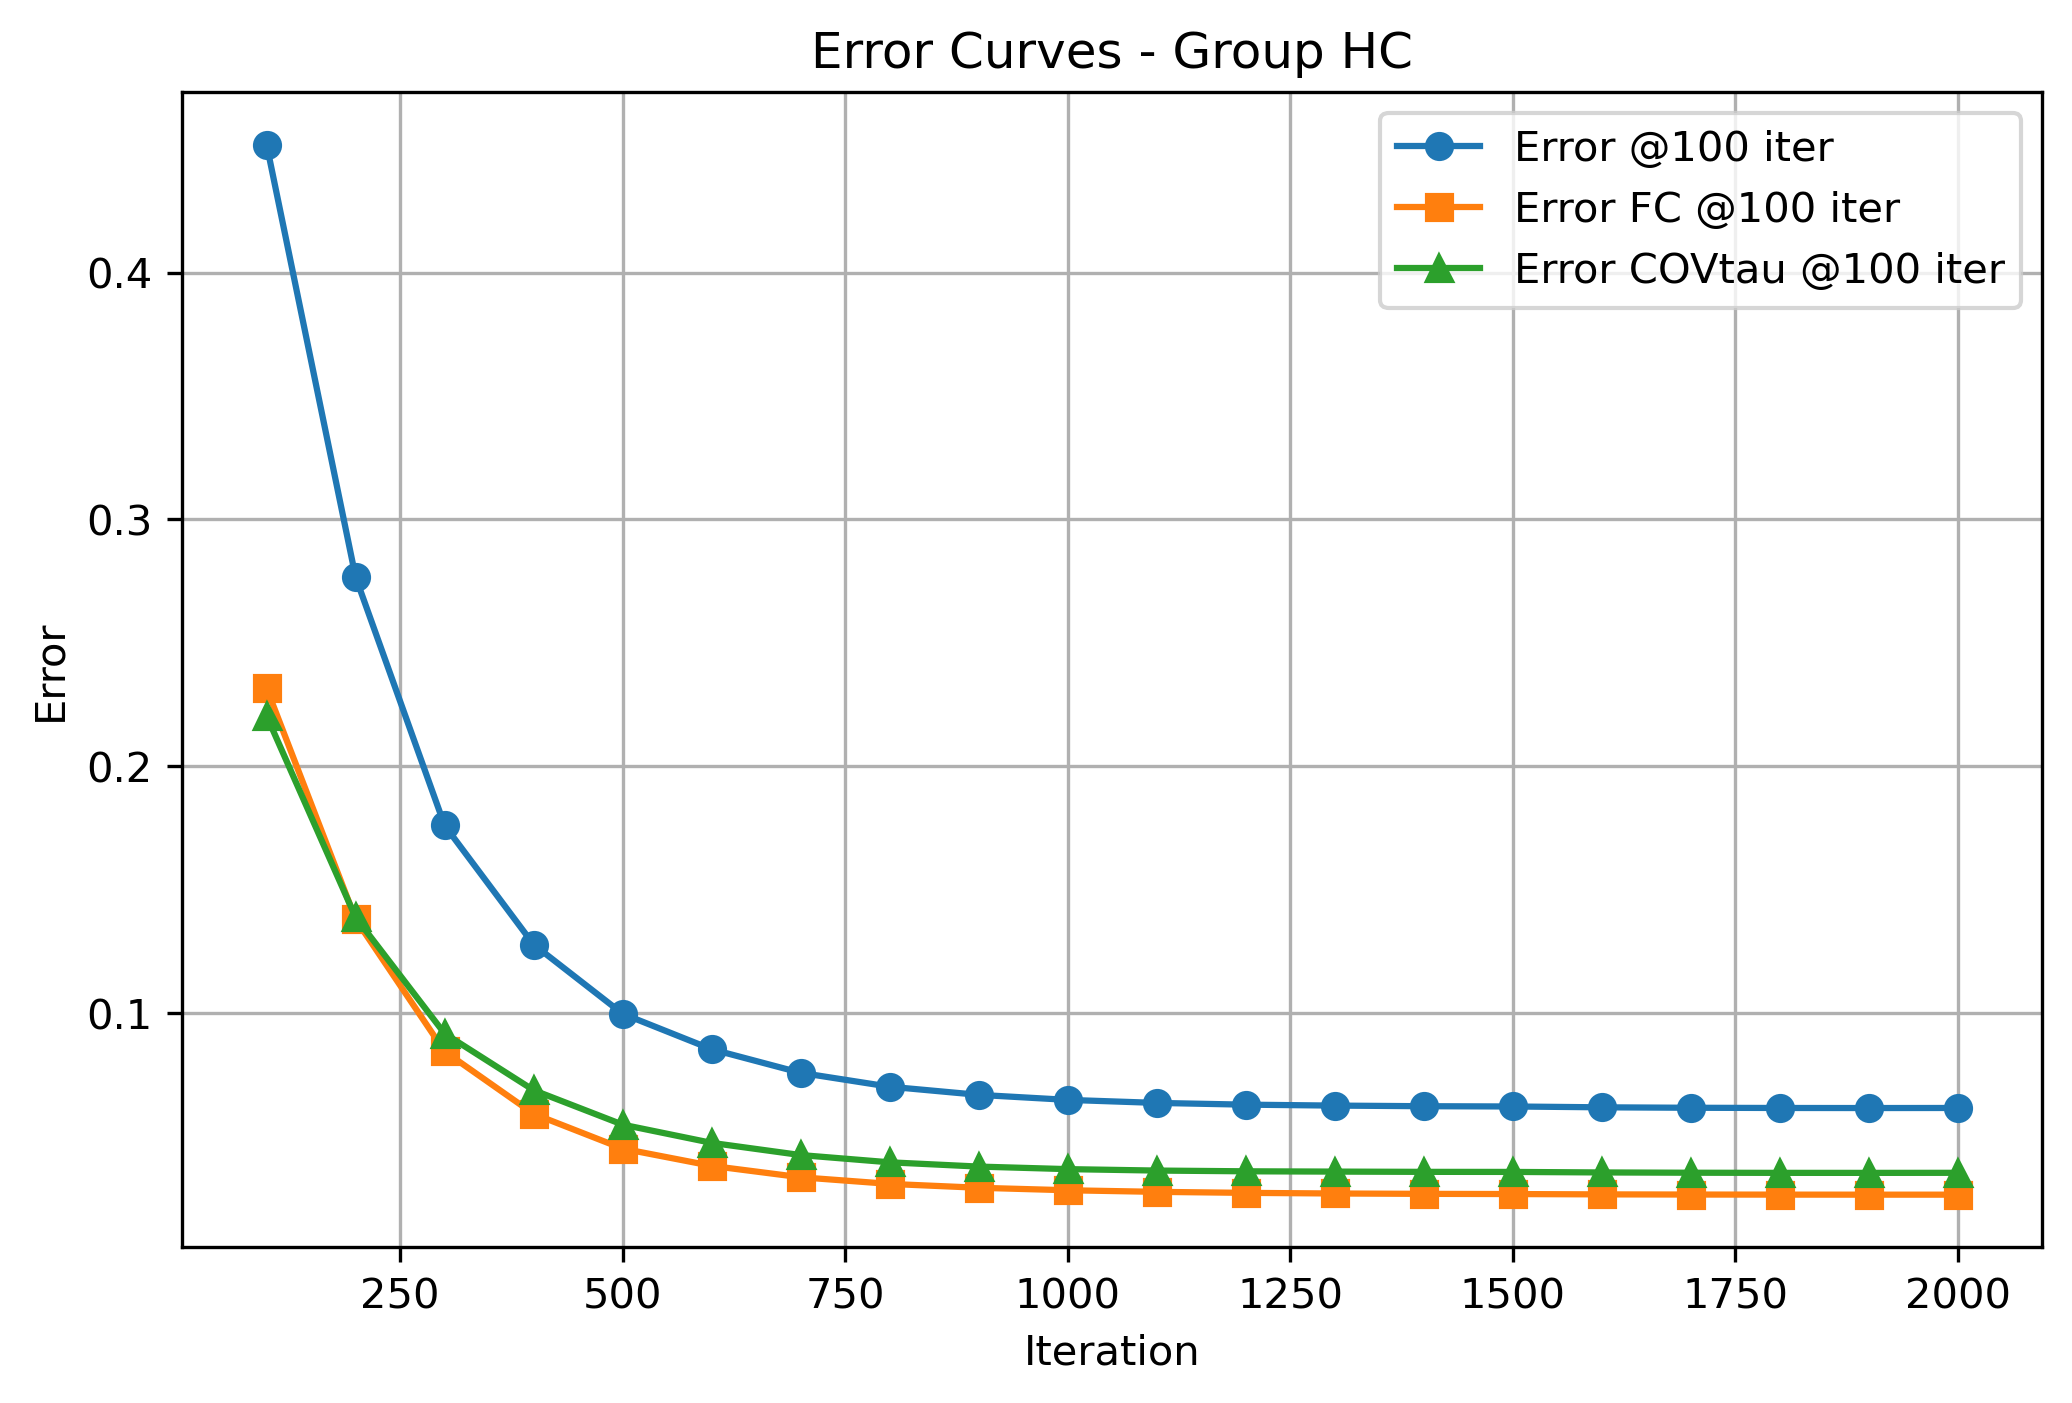 Error Curves - Group HC
Error @100 iter
Error FC @100 iter
Error COVtau @100 iter
0.4
0.3
0.2
0.1
Error
250 500 750 1000 1250 1500 1750 2000
Iteration